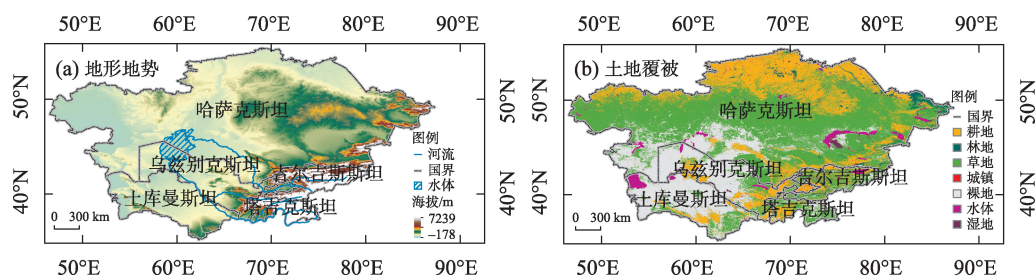 50°E 60°E 70°E 80°E 90°E
(a) 地形地势
50°N
40°N
哈萨克斯坦
乌兹别克斯坦
吉尔吉斯斯坦
土库曼斯坦
塔吉克斯坦
图例
河流
国界
水体
海拔/m
7239
−178
0 300 km
50°N
40°N
50°E 60°E 70°E 80°E 90°E
50°E 60°E 70°E 80°E 90°E
(b) 土地覆被
50°N
40°N
哈萨克斯坦
乌兹别克斯坦
吉尔吉斯斯坦
土库曼斯坦
塔吉克斯坦
图例
国界
耕地
林地
草地
城镇
裸地
水体
湿地
0 300 km
50°N
40°N
50°E 60°E 70°E 80°E 90°E